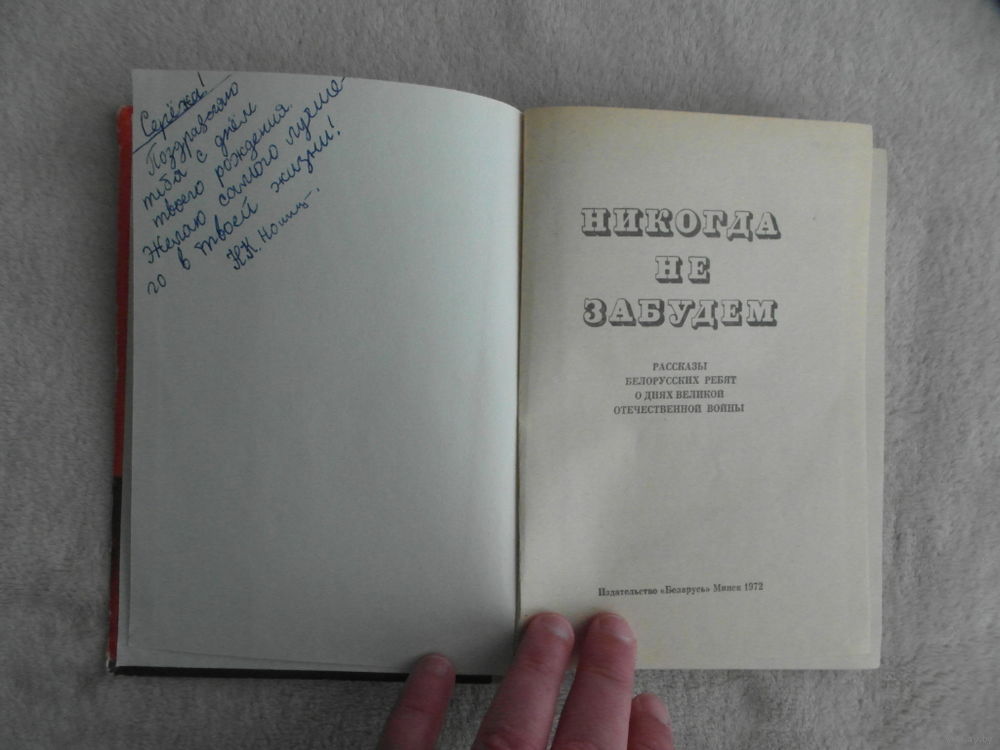 Серёжа!
Поздравляю
тебя с днём
твоего рождения.
Желаю самого лучше-
го в твоей жизни!
НИКОГДА
НЕ
ЗАБУДЕМ
РАССКАЗЫ
БЕЛОРУССКИХ РЕБЯТ
О ДНЯХ ВЕЛИКОЙ
ОТЕЧЕСТВЕННОЙ ВОЙНЫ
Издательство «Беларусь» Минск 1972